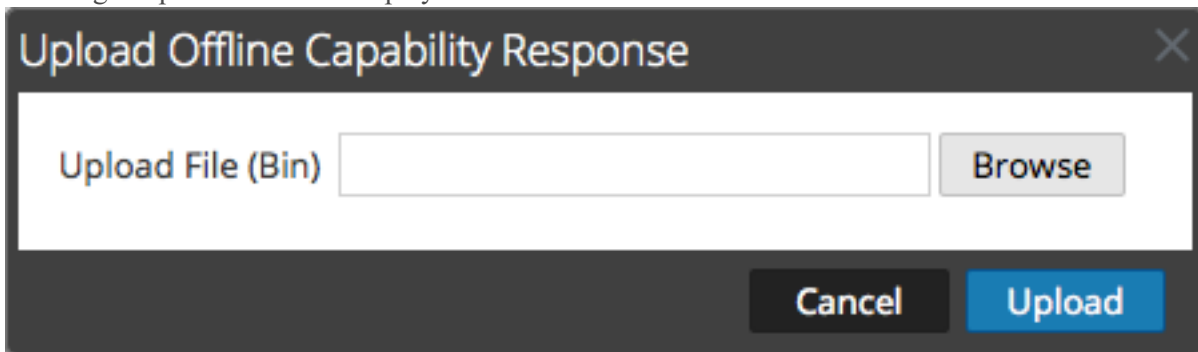 Upload Offline Capability Response
Upload File (Bin)
Browse
Cancel
Upload